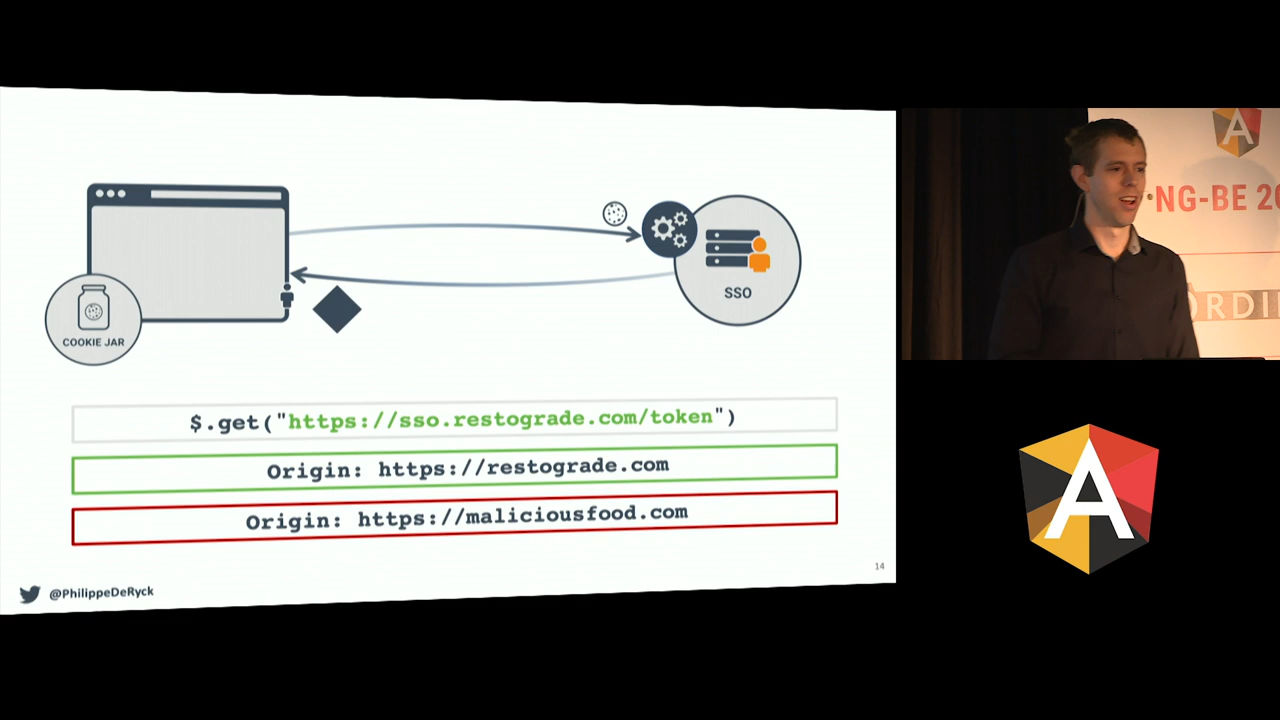 COOKIE JAR
SSO
$.get("https://sso.restograde.com/token")
Origin: https://restograde.com
Origin: https://maliciousfood.com
14
@PhilippeDeRyck
A
NG-BE 20
A